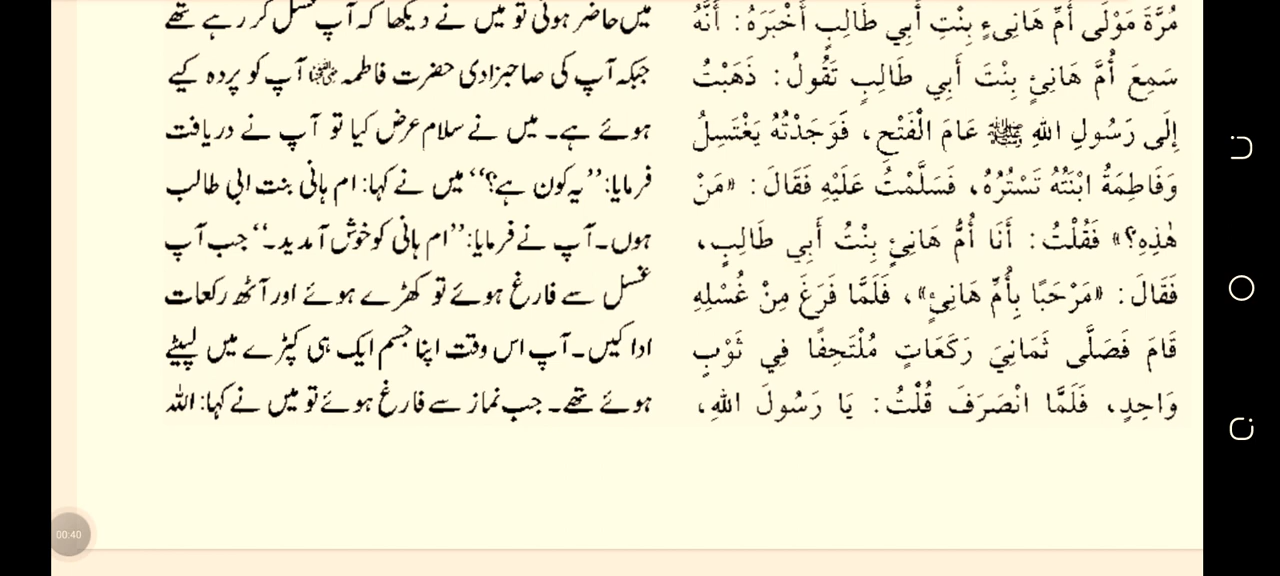 مُرَّةَ مَوْلَى أُمِّ هَانِیءٍ بِنْتِ أَبِي طَالِبٍ أَخْبَرَهُ: أَنَّهُ
سَمِعَ أُمَّ هَانِیٍٔ بِنْتَ أَبِي طَالِبٍ تَقُولُ: ذَهَبْتُ
إِلَى رَسُولِ اللهِ ﷺ عَامَ الْفَتْحِ، فَوَجَدْتُهُ يَغْتَسِلُ
وَفَاطِمَةُ ابْنَتُهُ تَسْتُرُهُ، فَسَلَّمْتُ عَلَيْهِ فَقَالَ: «مَنْ
هٰذِهِ؟» فَقُلْتُ: أَنَا أُمُّ هَانِیٍٔ بِنْتُ أَبِي طَالِبٍ،
فَقَالَ: «مَرْحَبًا بِأُمِّ هَانِیٍٔ»، فَلَمَّا فَرَغَ مِنْ غُسْلِهِ
قَامَ فَصَلَّى ثَمَانِيَ رَكَعَاتٍ مُلْتَحِفًا فِي ثَوْبٍ
وَاحِدٍ، فَلَمَّا انْصَرَفَ قُلْتُ: يَا رَسُولَ اللهِ،
میں حاضر ہوئی تو میں نے دیکھا کہ آپ غسل کر رہے تھے
جبکہ آپ کی صاحبزادی حضرت فاطمہ ؓ آپ کو پردہ کیے
ہوئے ہے۔ میں نے سلام عرض کیا تو آپ نے دریافت
فرمایا: ’’یہ کون ہے؟‘‘ میں نے کہا: ام ہانی بنت ابی طالب
ہوں۔ آپ نے فرمایا: ’’ام ہانی کو خوش آمدید۔‘‘ جب آپ
غسل سے فارغ ہوئے تو کھڑے ہوئے اور آٹھ رکعات
ادا کیں۔ آپ اس وقت اپنا جسم ایک ہی کپڑے میں لپیٹے
ہوئے تھے۔ جب نماز سے فارغ ہوئے تو میں نے کہا: اللہ
00:40